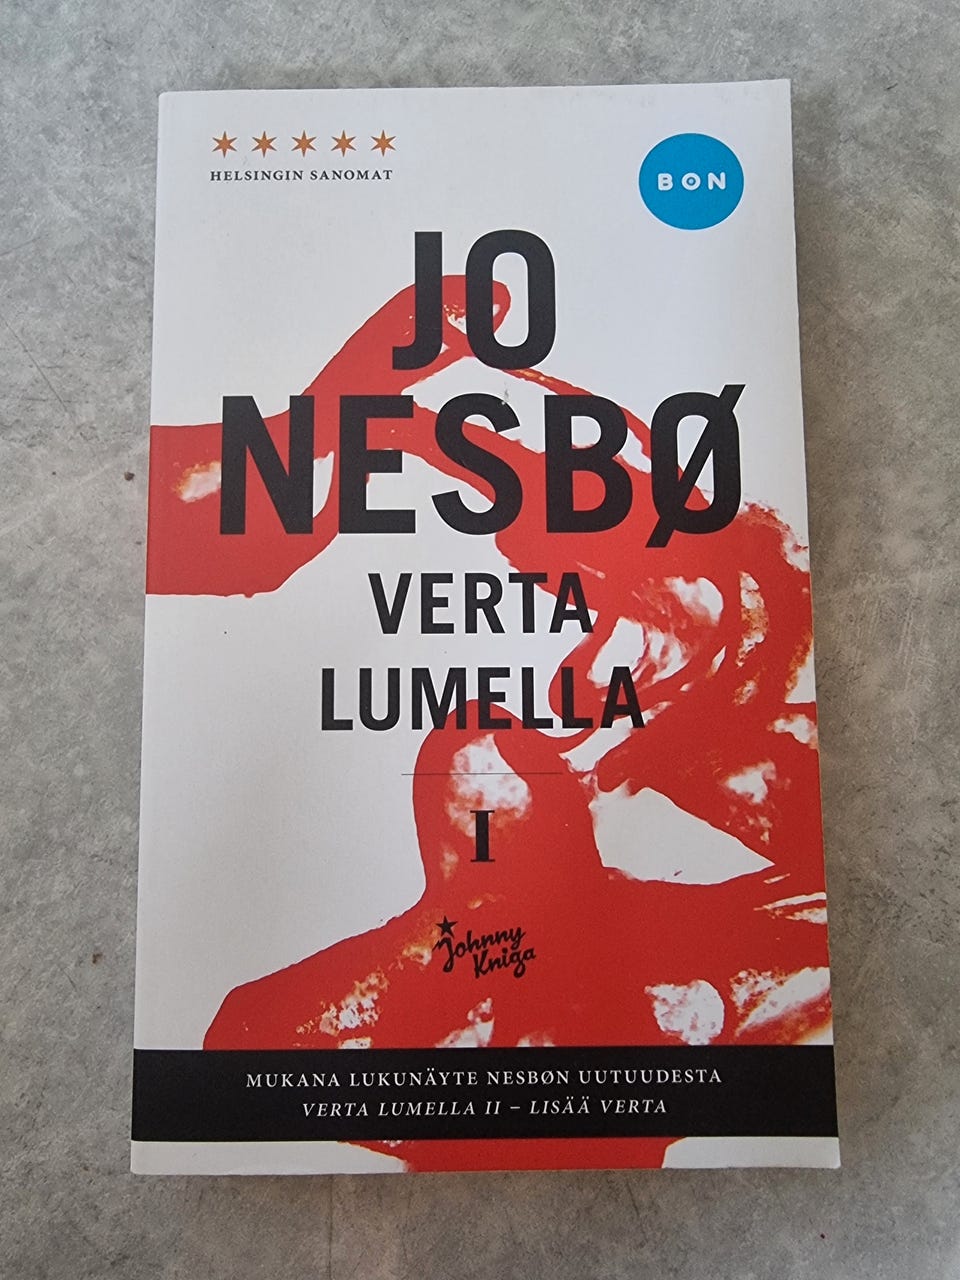 HELSINGIN SANOMAT
BON
JO
NESBØ
VERTA
LUMELLA
I
Johnny
Kniga
MUKANA LUKUNÄYTE NESBØN UUTUUDESTA
VERTA LUMELLA II – LISÄÄ VERTA